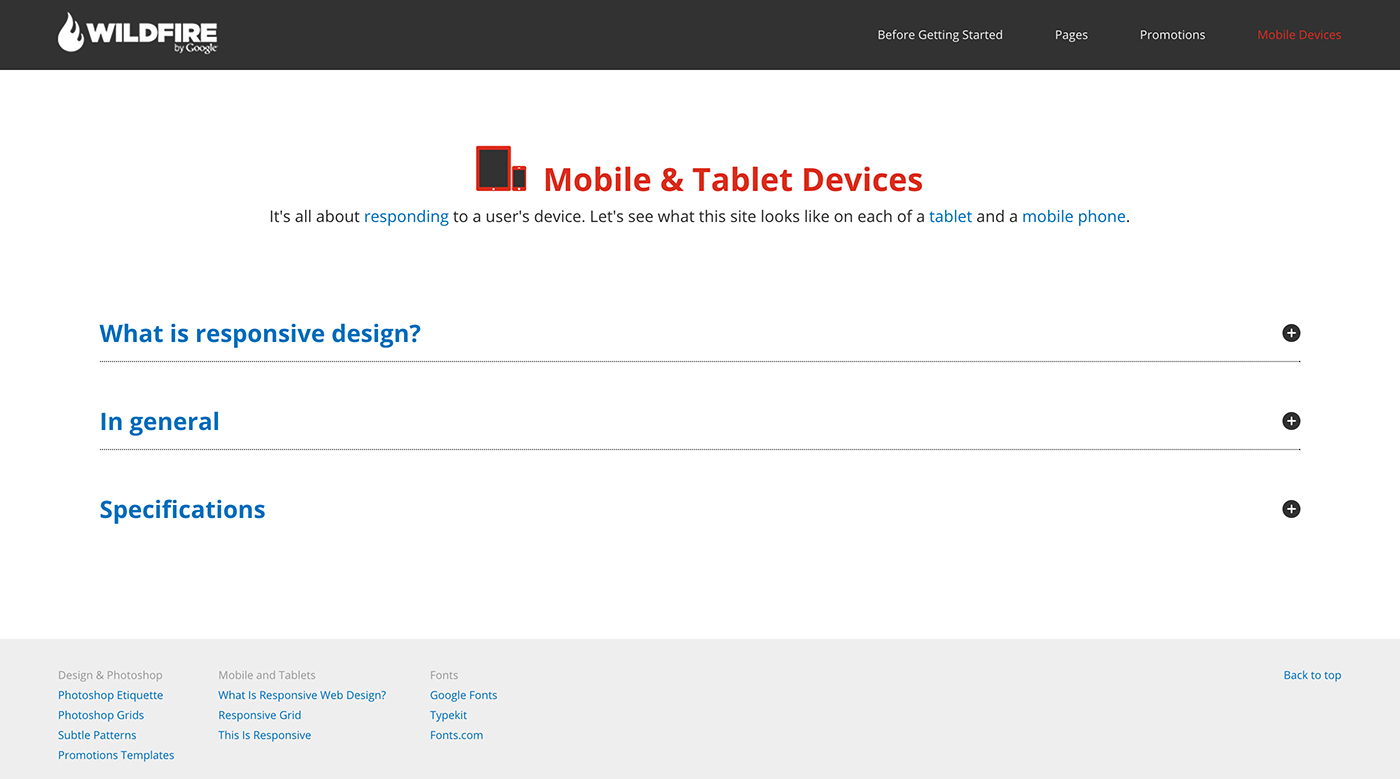 WILDFIRE
by Google
Before Getting Started Pages Promotions Mobile Devices
Mobile & Tablet Devices
It's all about responding to a user's device. Let's see what this site looks like on each of a tablet and a mobile phone.
What is responsive design?
In general
Specifications
Design & Photoshop
Photoshop Etiquette
Photoshop Grids
Subtle Patterns
Promotions Templates
Mobile and Tablets
What Is Responsive Web Design?
Responsive Grid
This Is Responsive
Fonts
Google Fonts
Typekit
Fonts.com
Back to top